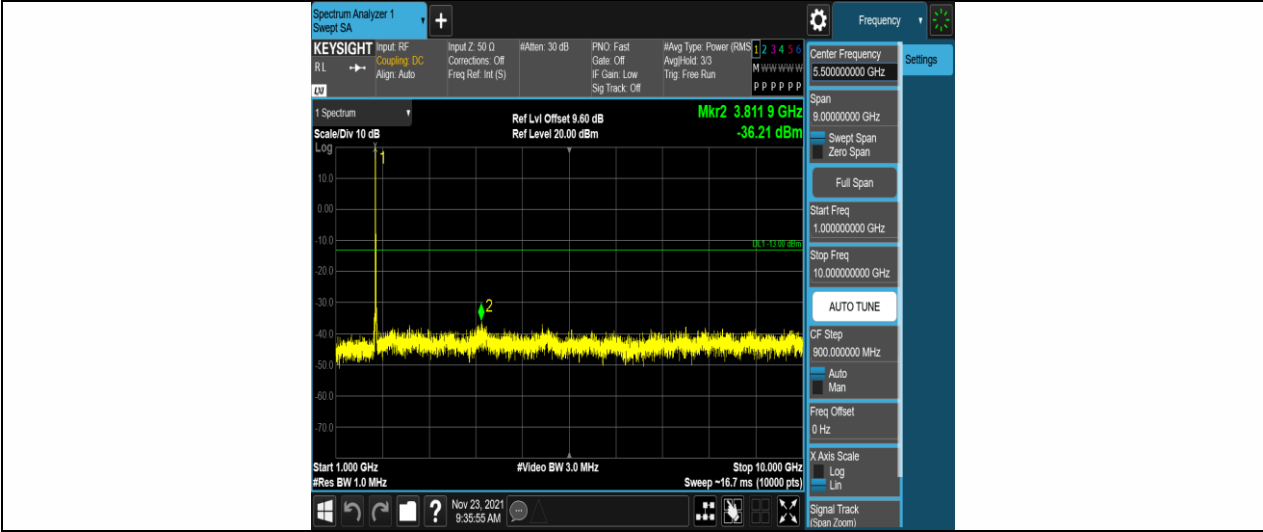 Spectrum Analyzer 1
Swept SA
Frequency
KEYSIGHT
RL
LXI
Input: RF
Coupling: DC
Align: Auto
Input Z: 50 Ω
Corrections: Off
Freq Ref: Int (S)
#Atten: 30 dB
PNO: Fast
Gate: Off
IF Gain: Low
Sig Track: Off
#Avg Type: Power (RMS
Avg|Hold: 3/3
Trig: Free Run
1 2 3 4 5 6
M W W W W W
P P P P P P
Settings
Center Frequency
5.500000000 GHz
Span
9.00000000 GHz
Swept Span
Zero Span
Full Span
Start Freq
1.000000000 GHz
Stop Freq
10.000000000 GHz
AUTO TUNE
CF Step
900.000000 MHz
Auto
Man
Freq Offset
0 Hz
X Axis Scale
Log
Lin
Signal Track
(Span Zoom)
1 Spectrum
Scale/Div 10 dB
Log
Ref Lvl Offset 9.60 dB
Ref Level 20.00 dBm
Mkr2 3.811 9 GHz
-36.21 dBm
1
10.0
0.00
-10.0
DL1 -13.00 dBm
-20.0
-30.0
2
-40.0
-50.0
-60.0
-70.0
Start 1.000 GHz
#Res BW 1.0 MHz
#Video BW 3.0 MHz
Stop 10.000 GHz
Sweep ~16.7 ms (10000 pts)
?
Nov 23, 2021
9:35:55 AM